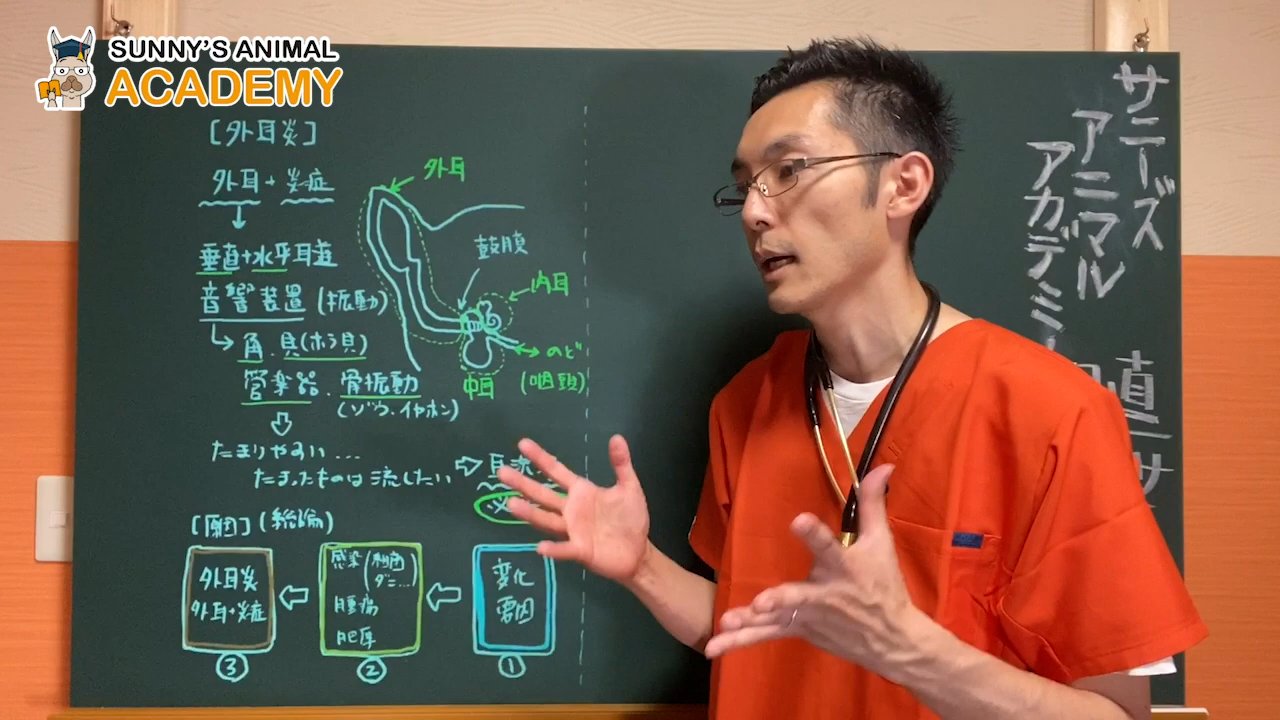 SUNNY'S ANIMAL
ACADEMY
[外耳炎]
外耳+炎症
垂直+水平耳道
音響装置(振動)
角.貝(ホラ貝)
管楽器.骨振動
(ゾウ.イヤホン)
たまりやすい...
たまったものは流したい
外耳
鼓膜
内耳
中耳
のど
(咽頭)
[原因](総論)
外耳炎
外耳+炎症
③
感染(細菌
ダニ...)
腫瘍
肥厚
②
変化
要因
①
サニーズ
アニマル
アカデミー
直